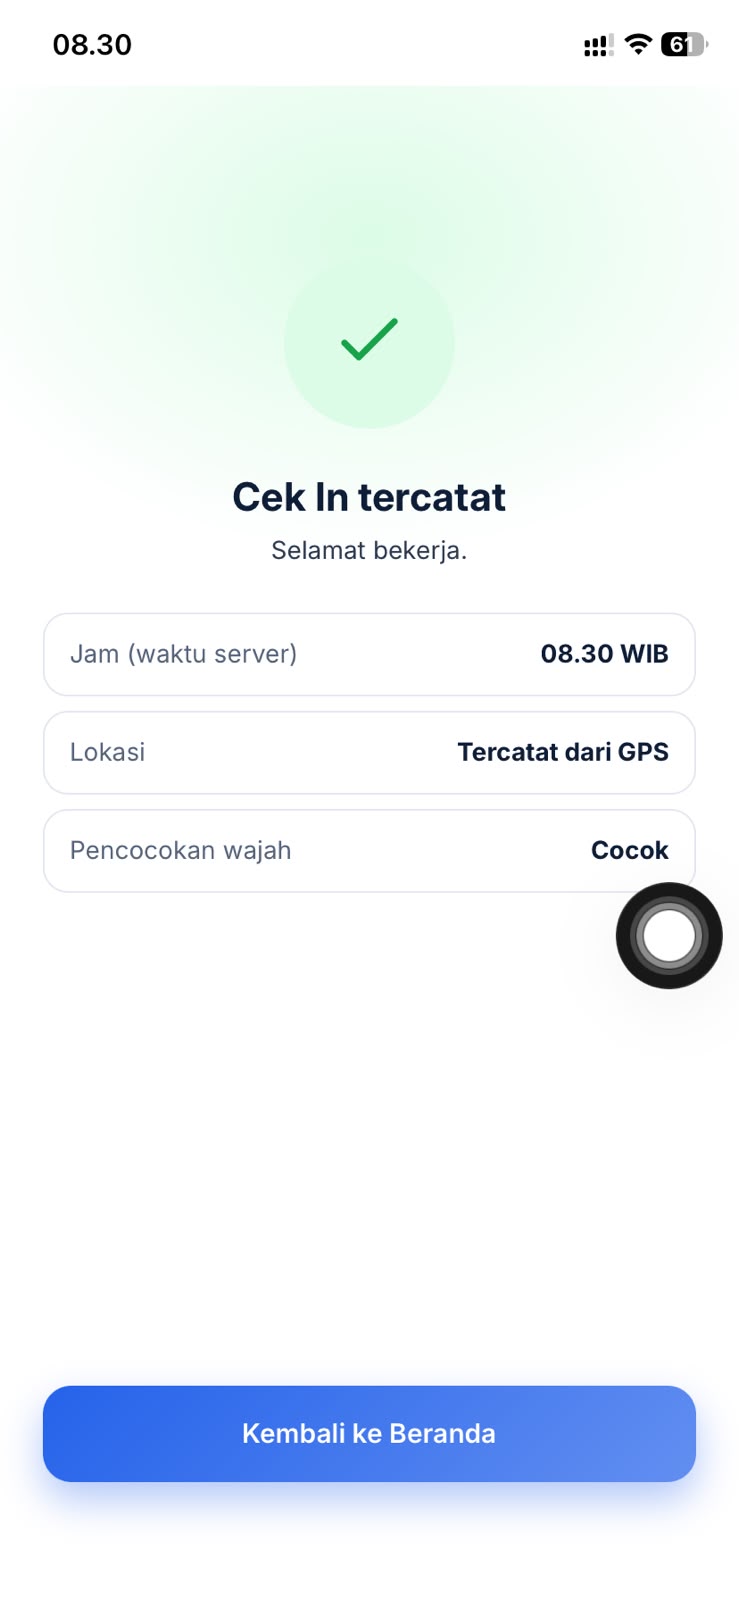 08.30
61
Cek In tercatat
Selamat bekerja.
Jam (waktu server) 08.30 WIB
Lokasi Tercatat dari GPS
Pencocokan wajah Cocok
Kembali ke Beranda